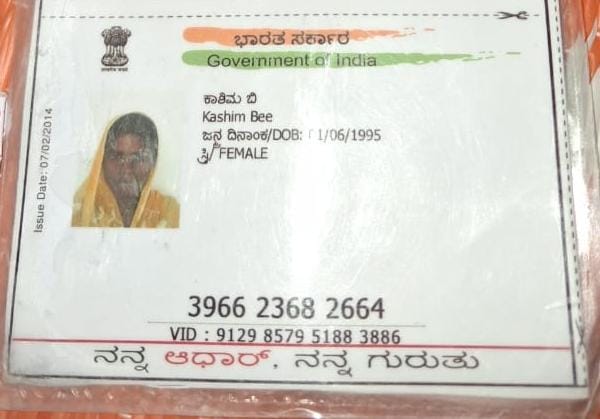 ಭಾರತ ಸರ್ಕಾರ
Government of India
ಕಾಶಿಮ ಬಿ
Kashim Bee
ಜನ್ಮ ದಿನಾಂಕ/DOB:
ಸ್ತ್ರೀ/ FEMALE
Issue Date: 07/02/2014
3966 2368 2664
VID : 9129 8579 5188 3886
ನನ್ನ ಆಧಾರ್, ನನ್ನ ಗುರುತು